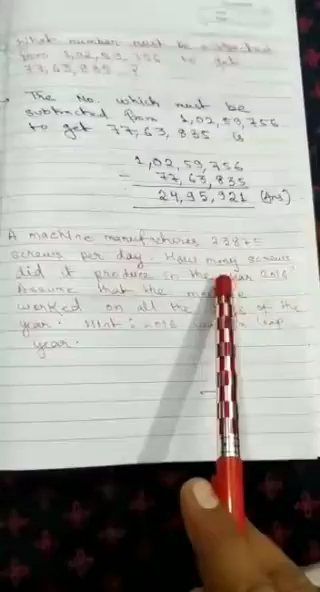 What number must be subtracted
from 1,02,59,756 to get
77,63,835 ?
The No. which must be
subtracted from 1,02,59,756
to get 77,63,835 is
1,02,59,756
- 77,63,835
24,95,921 (Ans)
A machine manufactures 23875
screws per day. How many screws
did it produce in the year 2016
Assume that the
worked on all the of the
year. Hint: 2016 leap
year.